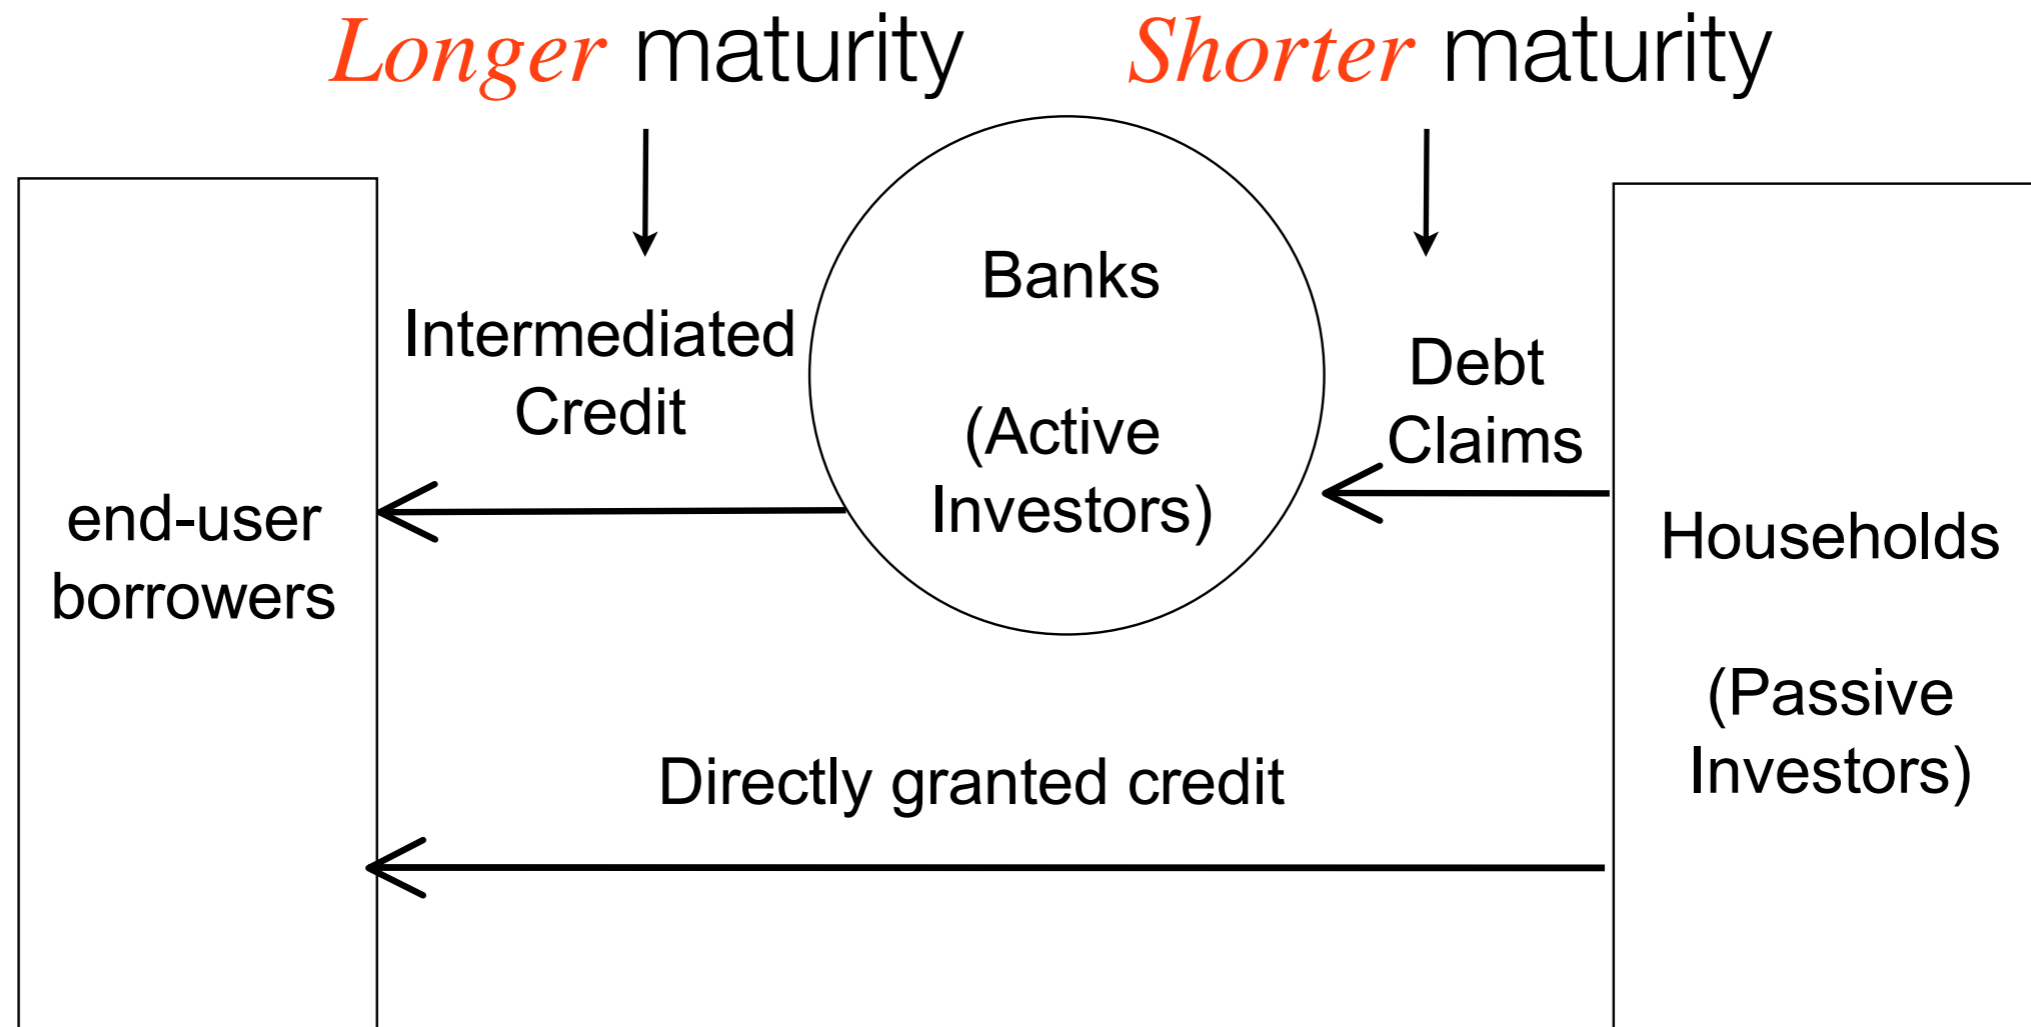 Longer maturity
Shorter maturity
Banks
(Active
Investors)
Intermediated
Credit
Debt
Claims
end-user
borrowers
Households
(Passive
Investors)
Directly granted credit